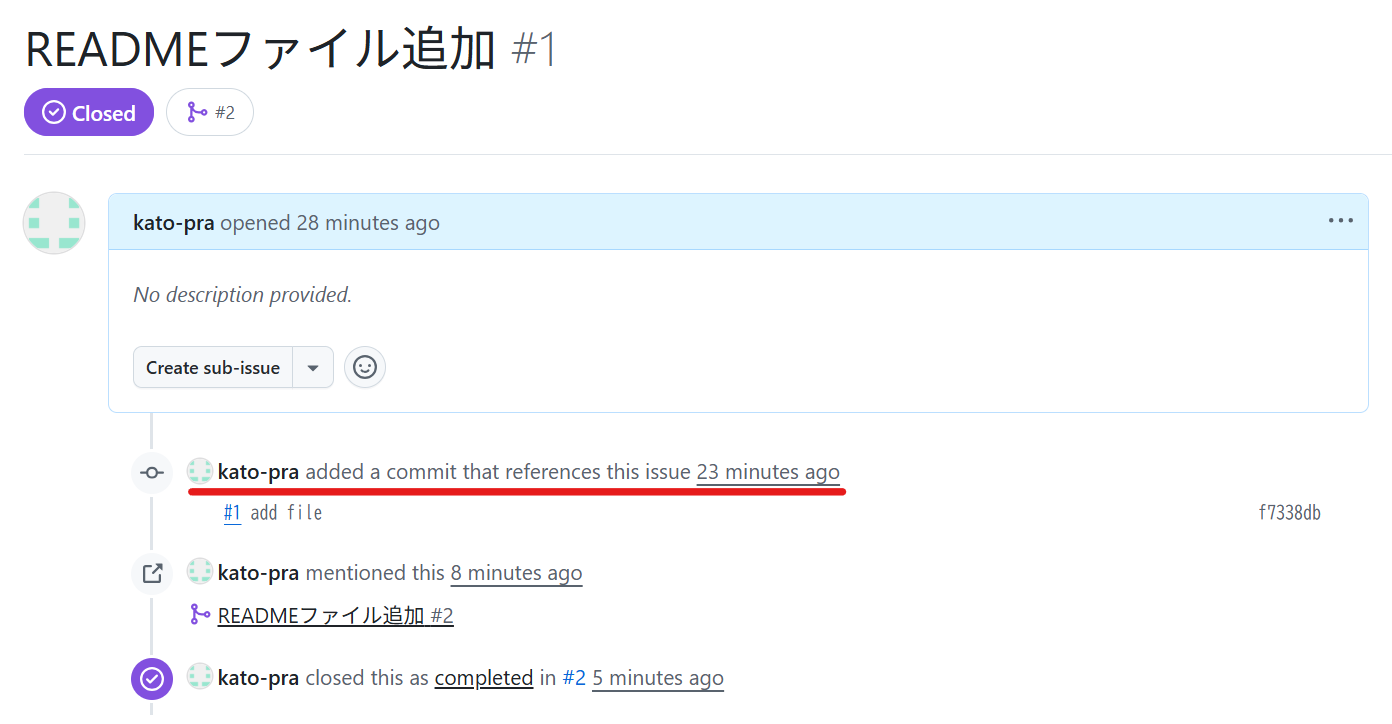 READMEファイル追加 #1
Closed #2
kato-pra opened 28 minutes ago
No description provided.
Create sub-issue
kato-pra added a commit that references this issue 23 minutes ago
#1 add file f7338db
kato-pra mentioned this 8 minutes ago
READMEファイル追加 #2
kato-pra closed this as completed in #2 5 minutes ago